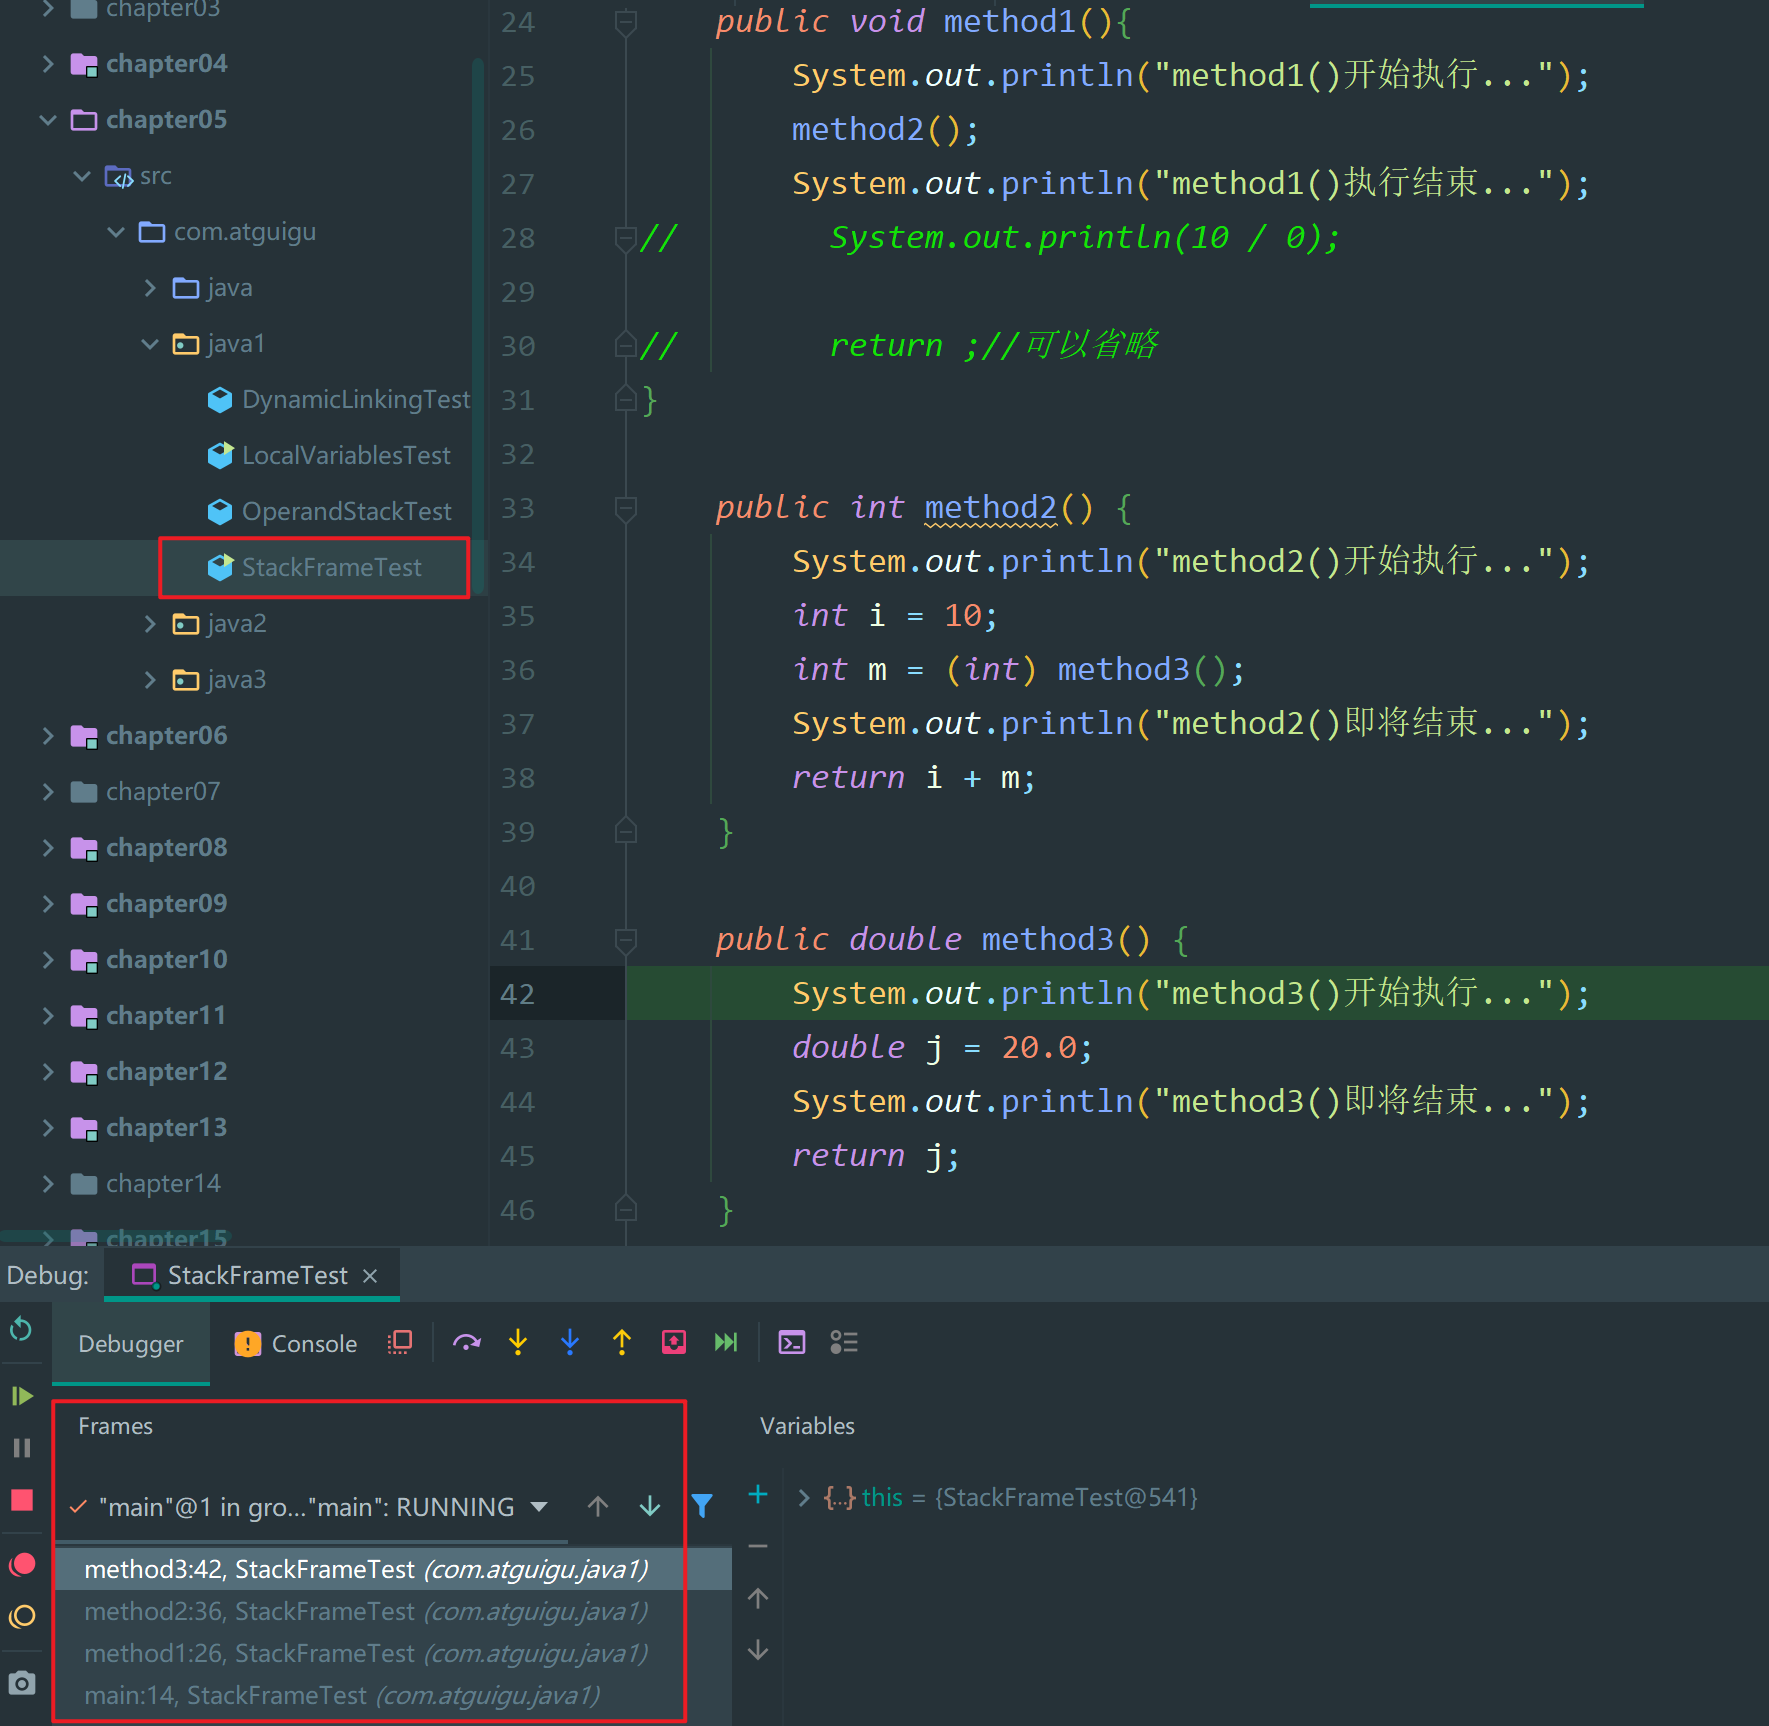 chapter03
chapter04
chapter05
src
com.atguigu
java
java1
DynamicLinkingTest
LocalVariablesTest
OperandStackTest
StackFrameTest
java2
java3
chapter06
chapter07
chapter08
chapter09
chapter10
chapter11
chapter12
chapter13
chapter14
chapter15
24 public void method1(){
25 System.out.println("method1()开始执行...");
26 method2();
27 System.out.println("method1()执行结束...");
28 // System.out.println(10 / 0);
29
30 // return ;//可以省略
31 }
32
33 public int method2() {
34 System.out.println("method2()开始执行...");
35 int i = 10;
36 int m = (int) method3();
37 System.out.println("method2()即将结束...");
38 return i + m;
39 }
40
41 public double method3() {
42 System.out.println("method3()开始执行...");
43 double j = 20.0;
44 System.out.println("method3()即将结束...");
45 return j;
46 }
Debug: StackFrameTest
Debugger Console
Frames
"main"@1 in gro..."main": RUNNING
method3:42, StackFrameTest (com.atguigu.java1)
method2:36, StackFrameTest (com.atguigu.java1)
method1:26, StackFrameTest (com.atguigu.java1)
main:14, StackFrameTest (com.atguigu.java1)
Variables
this = {StackFrameTest@541}